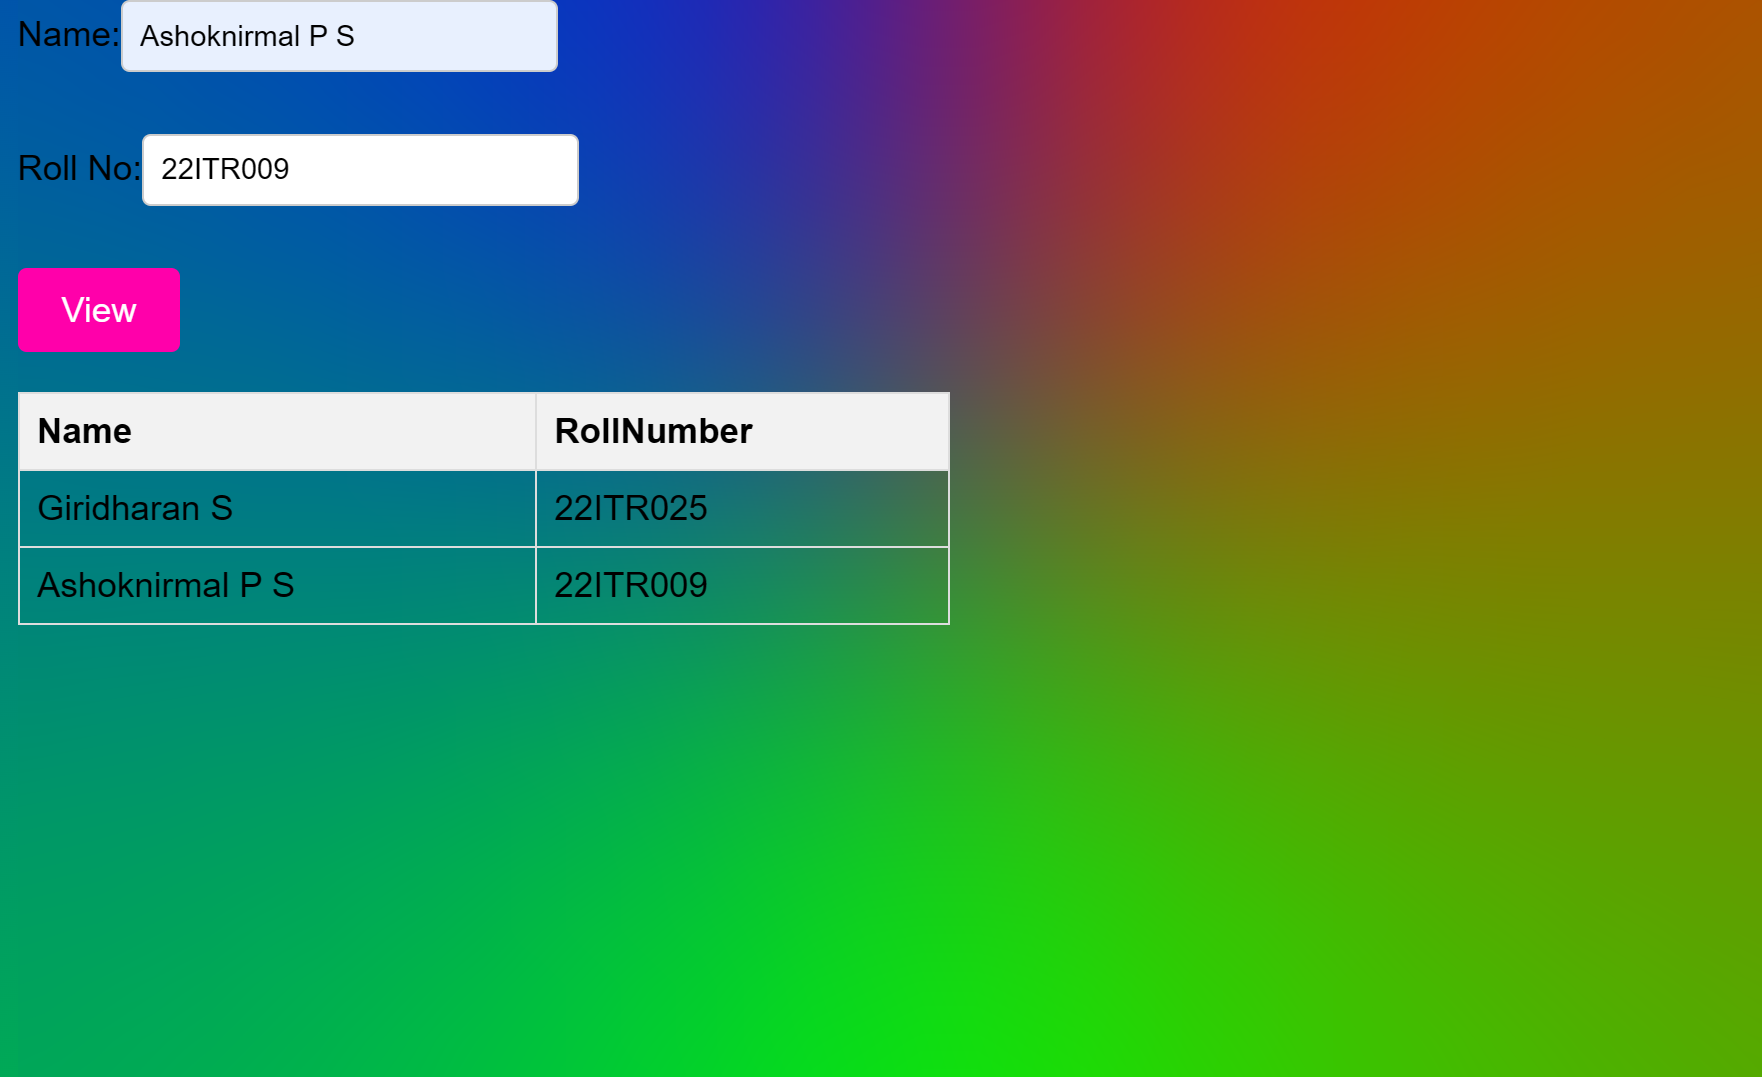 Name: Ashoknirmal P S
Roll No: 22ITR009
View
Name RollNumber
Giridharan S 22ITR025
Ashoknirmal P S 22ITR009